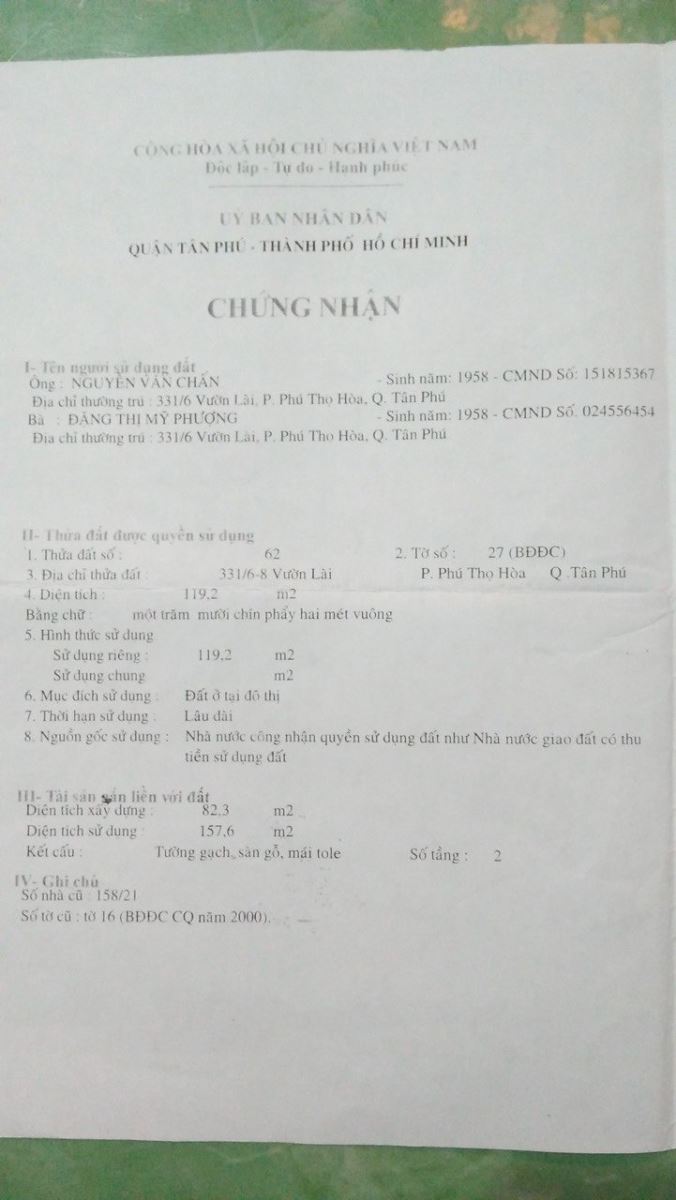 CỘNG HÒA XÃ HỘI CHỦ NGHĨA VIỆT NAM
Độc lập - Tự do - Hạnh phúc
UỶ BAN NHÂN DÂN
QUẬN TÂN PHÚ - THÀNH PHỐ HỒ CHÍ MINH
CHỨNG NHẬN
I- Tên người sử dụng đất
Ông : NGUYỄN VĂN CHẤN - Sinh năm: 1958 - CMND Số: 151815367
Địa chỉ thường trú : 331/6 Vườn Lài, P. Phú Thọ Hòa, Q. Tân Phú
Bà : ĐẶNG THỊ MỸ PHƯỢNG - Sinh năm: 1958 - CMND Số. 024556454
Địa chỉ thường trú : 331/6 Vườn Lài, P. Phú Thọ Hòa, Q. Tân Phú
II- Thửa đất được quyền sử dụng
1. Thửa đất số : 62 2. Tờ số : 27 (BĐĐC)
3. Địa chỉ thửa đất : 331/6-8 Vườn Lài P. Phú Thọ Hòa Q .Tân Phú
4. Diện tích : 119,2 m2
Bằng chữ : một trăm mười chín phẩy hai mét vuông
5. Hình thức sử dụng
Sử dụng riêng : 119,2 m2
Sử dụng chung m2
6. Mục đích sử dụng : Đất ở tại đô thị
7. Thời hạn sử dụng : Lâu dài
8. Nguồn gốc sử dụng : Nhà nước công nhận quyền sử dụng đất như Nhà nước giao đất có thu
tiền sử dụng đất
III- Tài sản gắn liền với đất
Diện tích xây dựng : 82,3 m2
Diện tích sử dụng : 157,6 m2
Kết cấu : Tường gạch, sàn gỗ, mái tole Số tầng : 2
IV- Ghi chú
Số nhà cũ : 158/21
Số tờ cũ : tờ 16 (BĐĐC CQ năm 2000).